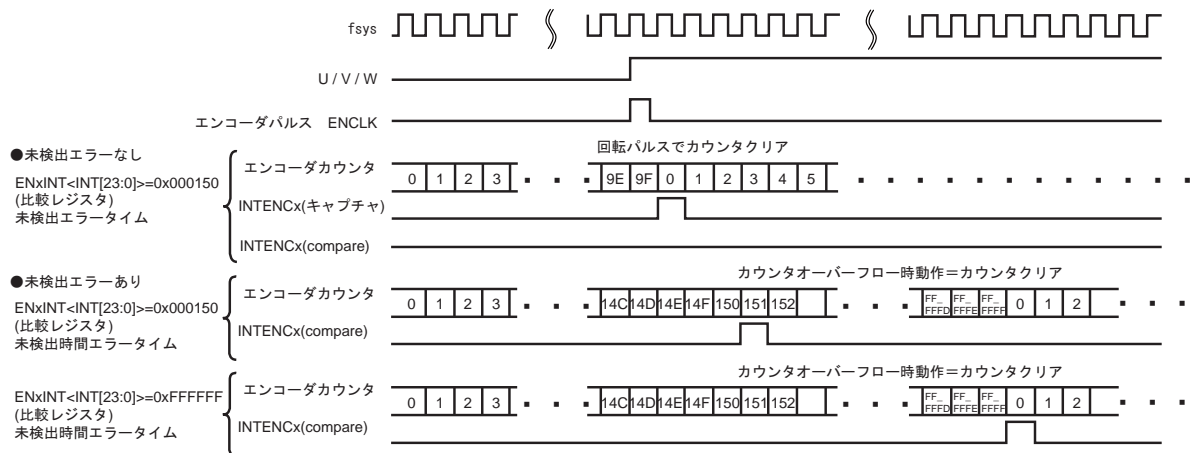 fsys
U / V / W
エンコーダパルス ENCLK
●未検出エラーなし
ENxINT<INT[23:0]>=0x000150
(比較レジスタ)
未検出エラータイム
回転パルスでカウンタクリア
エンコーダカウンタ
0 1 2 3 9E 9F 0 1 2 3 4 5
INTENCx(キャプチャ)
INTENCx(compare)
●未検出エラーあり
ENxINT<INT[23:0]>=0x000150
(比較レジスタ)
未検出時間エラータイム
カウンタオーバーフロー時動作＝カウンタクリア
エンコーダカウンタ
0 1 2 3 14C 14D 14E 14F 150 151 152 FF_FFFD FF_FFFE FF_FFFF 0 1 2
INTENCx(compare)
ENxINT<INT[23:0]>=0xFFFFFF
(比較レジスタ)
未検出時間エラータイム
カウンタオーバーフロー時動作＝カウンタクリア
エンコーダカウンタ
0 1 2 3 14C 14D 14E 14F 150 151 152 FF_FFFD FF_FFFE FF_FFFF 0 1 2
INTENCx(compare)